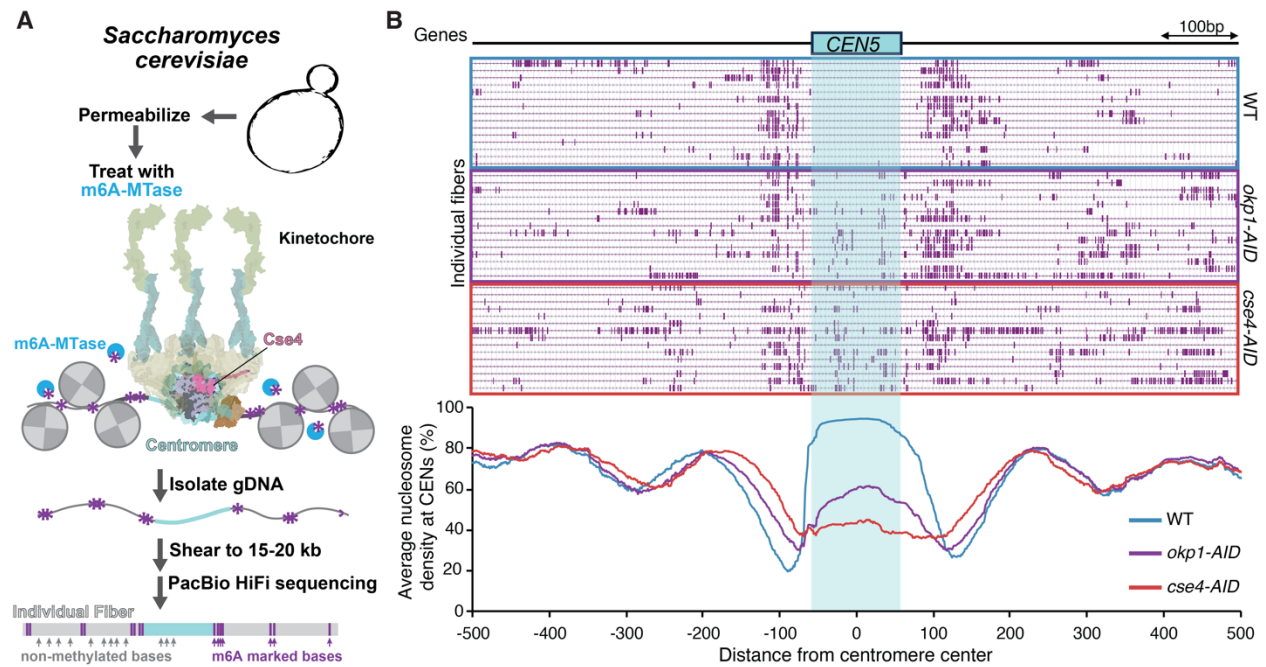 A
Saccharomyces
cerevisiae
Permeabilize
Treat with
m6A-MTase
Kinetochore
m6A-MTase
Cse4
Centromere
Isolate gDNA
Shear to 15-20 kb
PacBio HiFi sequencing
Individual Fiber
non-methylated bases
m6A marked bases
B
Genes
CEN5
100bp
Individual fibers
WT
okp1-AID
cse4-AID
Average nucleosome
density at CENs (%)
100
80
60
40
20
0
WT
okp1-AID
cse4-AID
-500
-400
-300
-200
-100
0
100
200
300
400
500
Distance from centromere center